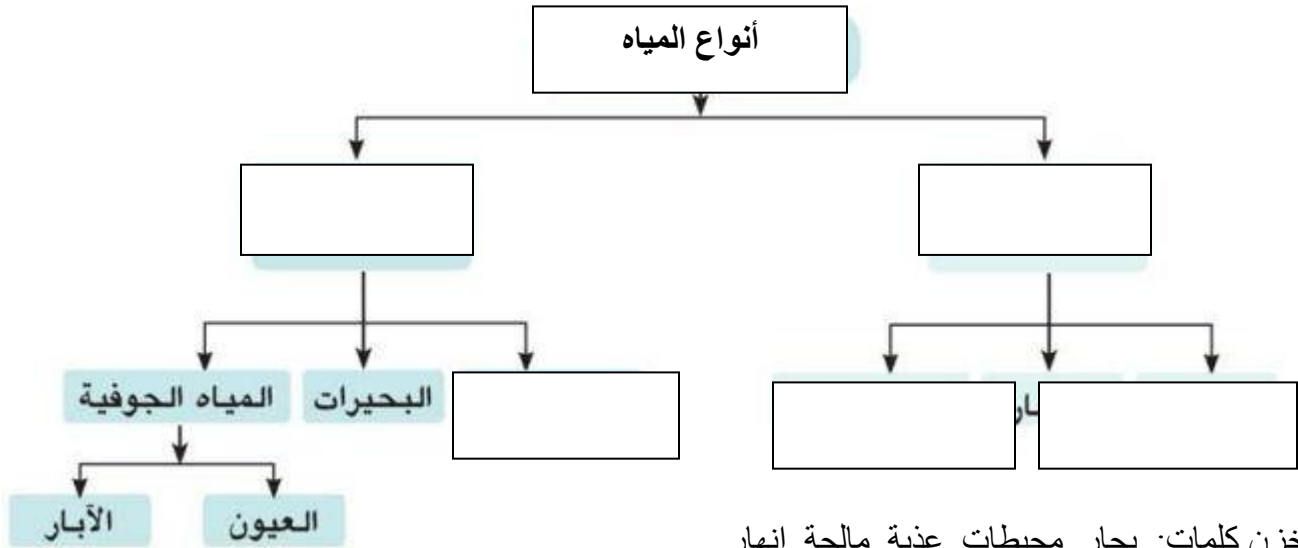 أنواع المياه
المياه الجوفية البحيرات
الآبار العيون
كلمات: بحار محيطات عذبة مالحة انهار